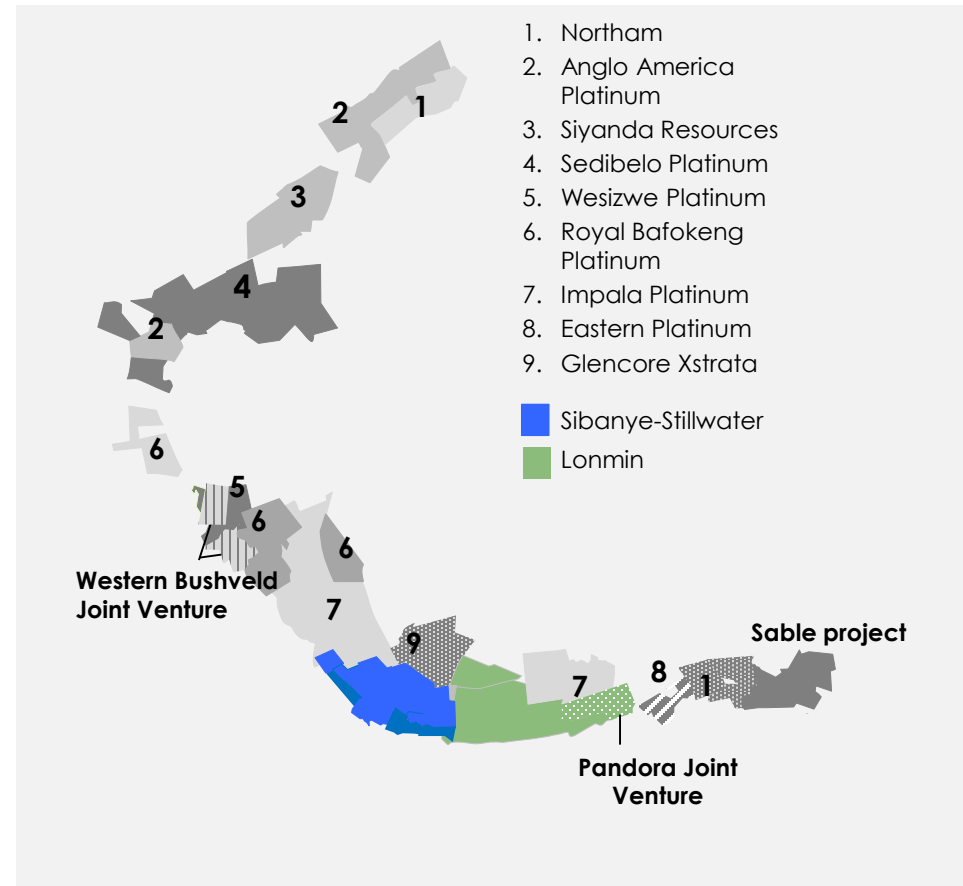 1. Northam
2. Anglo America
Platinum
3. Siyanda Resources
4. Sedibelo Platinum
5. Wesizwe Platinum
6. Royal Bafokeng
Platinum
7. Impala Platinum
8. Eastern Platinum
9. Glencore Xstrata
Sibanye-Stillwater
Lonmin
2
1
3
4
2
6
5
6
6
Western Bushveld
Joint Venture
7
9
Sable project
8
7
1
Pandora Joint
Venture